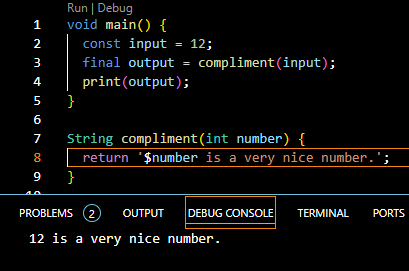 Run | Debug
1 void main() {
2   const input = 12;
3   final output = compliment(input);
4   print(output);
5 }
6
7 String compliment(int number) {
8   return '$number is a very nice number.';
9 }
PROBLEMS 2 OUTPUT DEBUG CONSOLE TERMINAL PORTS
12 is a very nice number.